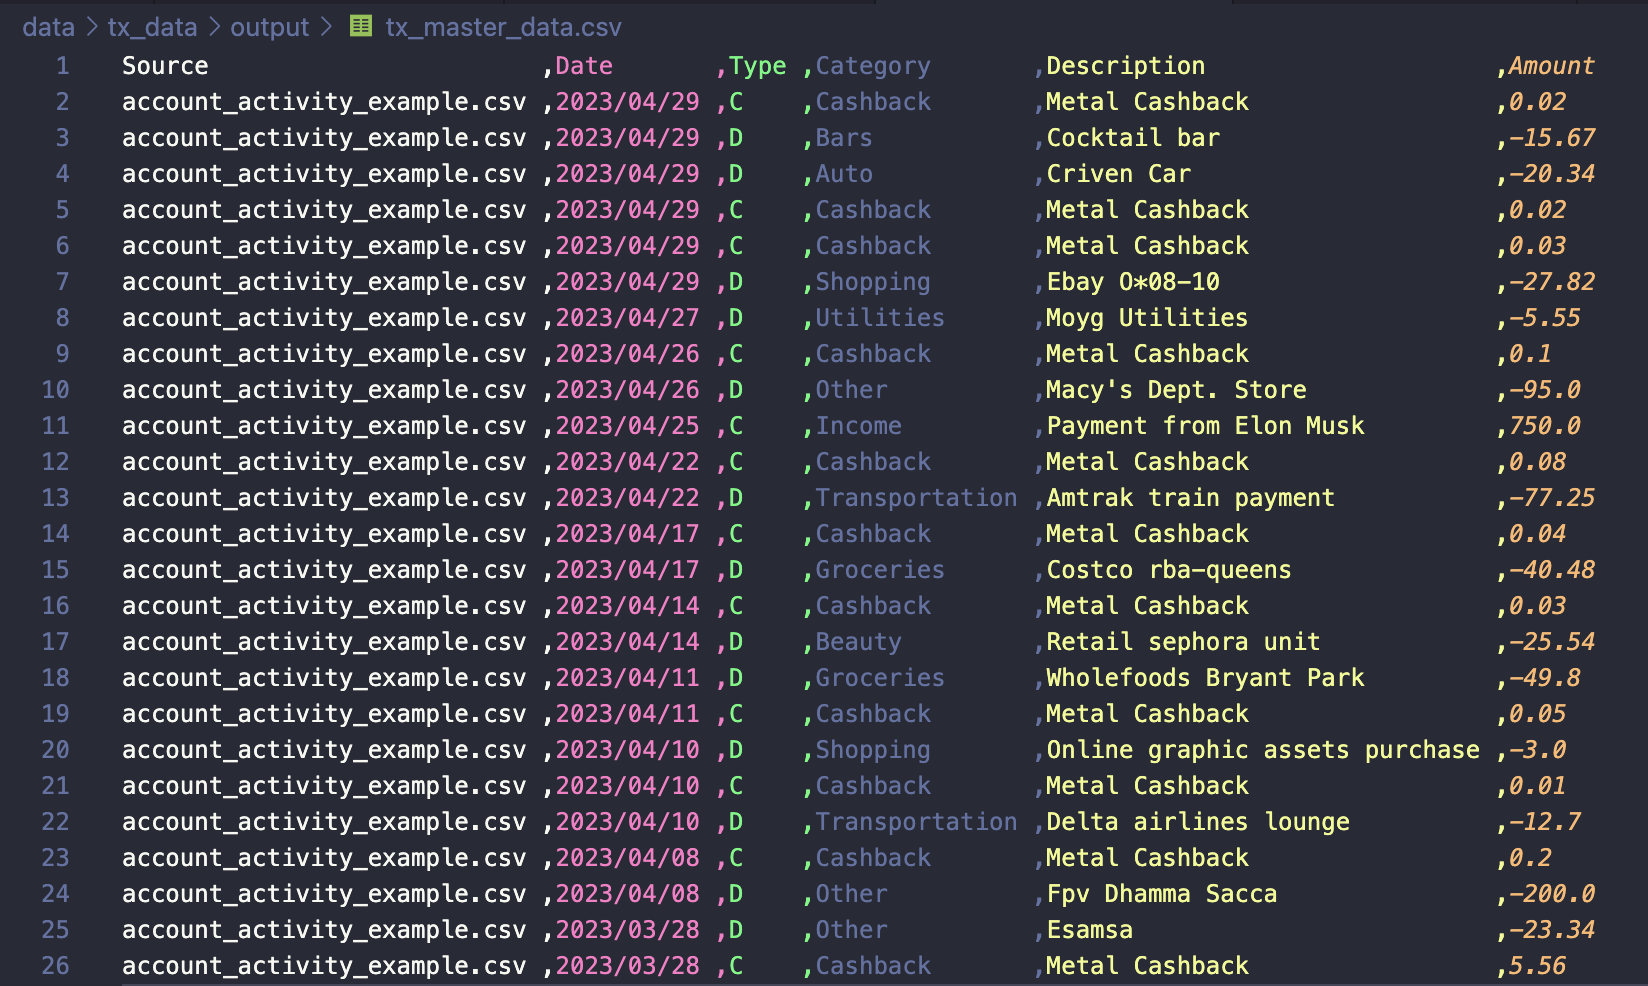 data > tx_data > output > tx_master_data.csv
1 Source ,Date ,Type ,Category ,Description ,Amount
2 account_activity_example.csv ,2023/04/29 ,C ,Cashback ,Metal Cashback ,0.02
3 account_activity_example.csv ,2023/04/29 ,D ,Bars ,Cocktail bar ,-15.67
4 account_activity_example.csv ,2023/04/29 ,D ,Auto ,Criven Car ,-20.34
5 account_activity_example.csv ,2023/04/29 ,C ,Cashback ,Metal Cashback ,0.02
6 account_activity_example.csv ,2023/04/29 ,C ,Cashback ,Metal Cashback ,0.03
7 account_activity_example.csv ,2023/04/29 ,D ,Shopping ,Ebay O*08-10 ,-27.82
8 account_activity_example.csv ,2023/04/27 ,D ,Utilities ,Moyg Utilities ,-5.55
9 account_activity_example.csv ,2023/04/26 ,C ,Cashback ,Metal Cashback ,0.1
10 account_activity_example.csv ,2023/04/26 ,D ,Other ,Macy's Dept. Store ,-95.0
11 account_activity_example.csv ,2023/04/25 ,C ,Income ,Payment from Elon Musk ,750.0
12 account_activity_example.csv ,2023/04/22 ,C ,Cashback ,Metal Cashback ,0.08
13 account_activity_example.csv ,2023/04/22 ,D ,Transportation ,Amtrak train payment ,-77.25
14 account_activity_example.csv ,2023/04/17 ,C ,Cashback ,Metal Cashback ,0.04
15 account_activity_example.csv ,2023/04/17 ,D ,Groceries ,Costco rba-queens ,-40.48
16 account_activity_example.csv ,2023/04/14 ,C ,Cashback ,Metal Cashback ,0.03
17 account_activity_example.csv ,2023/04/14 ,D ,Beauty ,Retail sephora unit ,-25.54
18 account_activity_example.csv ,2023/04/11 ,D ,Groceries ,Wholefoods Bryant Park ,-49.8
19 account_activity_example.csv ,2023/04/11 ,C ,Cashback ,Metal Cashback ,0.05
20 account_activity_example.csv ,2023/04/10 ,D ,Shopping ,Online graphic assets purchase ,-3.0
21 account_activity_example.csv ,2023/04/10 ,C ,Cashback ,Metal Cashback ,0.01
22 account_activity_example.csv ,2023/04/10 ,D ,Transportation ,Delta airlines lounge ,-12.7
23 account_activity_example.csv ,2023/04/08 ,C ,Cashback ,Metal Cashback ,0.2
24 account_activity_example.csv ,2023/04/08 ,D ,Other ,Fpv Dhamma Sacca ,-200.0
25 account_activity_example.csv ,2023/03/28 ,D ,Other ,Esamsa ,-23.34
26 account_activity_example.csv ,2023/03/28 ,C ,Cashback ,Metal Cashback ,5.56